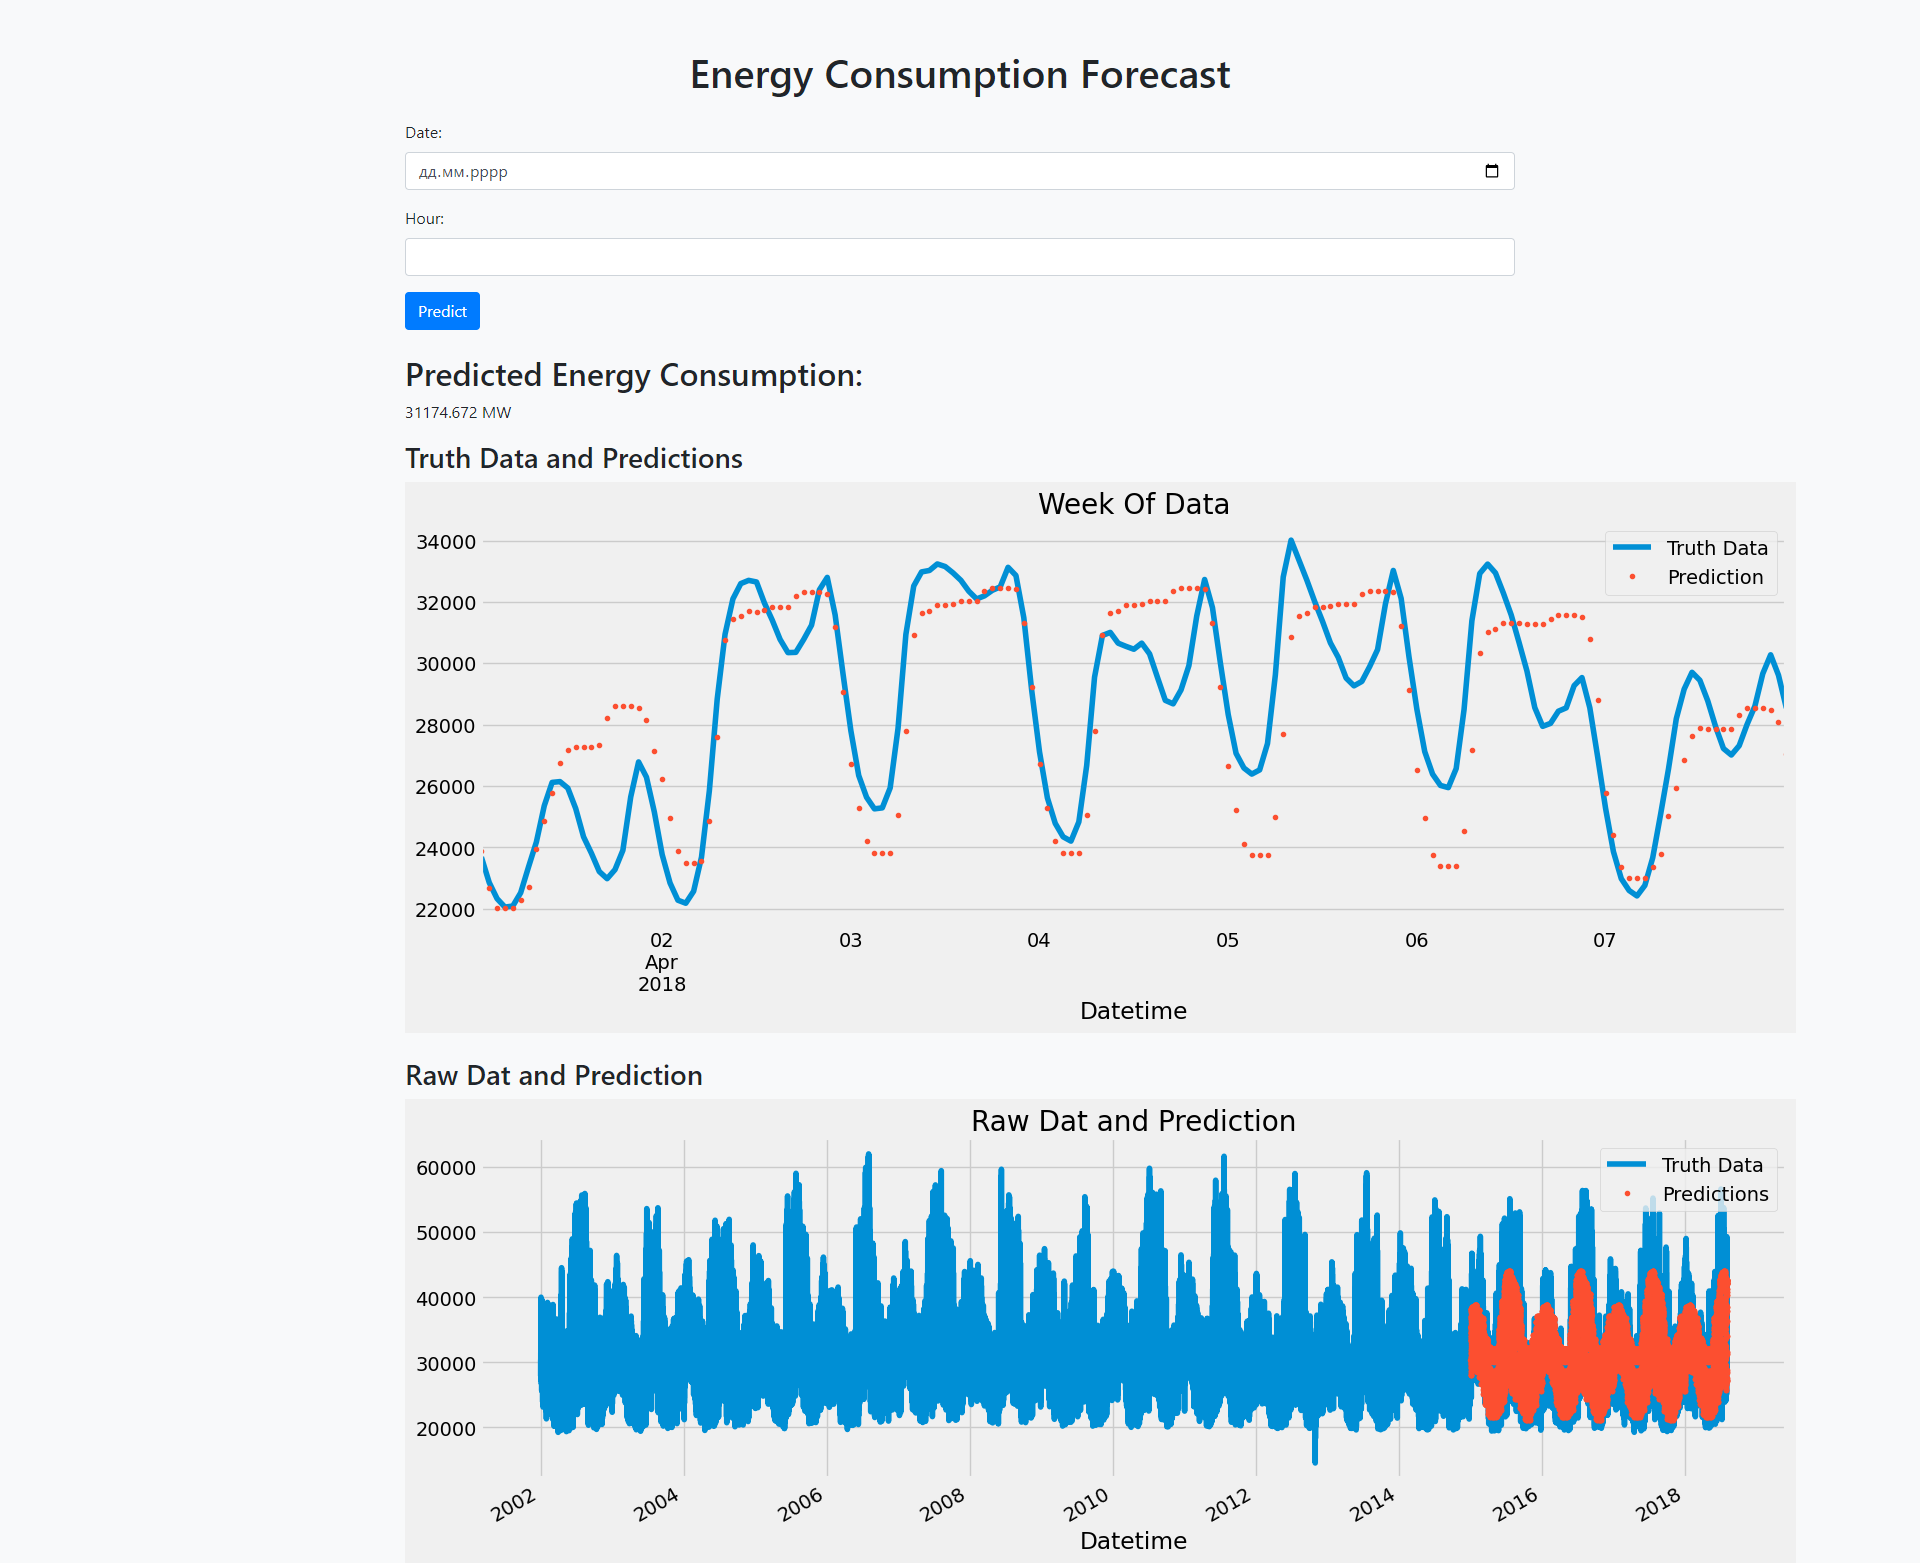 Energy Consumption Forecast
Date:
дд.мм.рррр
Hour:
Predict
Predicted Energy Consumption:
31174.672 MW
Truth Data and Predictions
Week Of Data
34000
32000
30000
28000
26000
24000
22000
Truth Data
Prediction
02 03 04 05 06 07
Apr
2018
Datetime
Raw Dat and Prediction
Raw Dat and Prediction
60000
50000
40000
30000
20000
Truth Data
Predictions
2002 2004 2006 2008 2010 2012 2014 2016 2018
Datetime